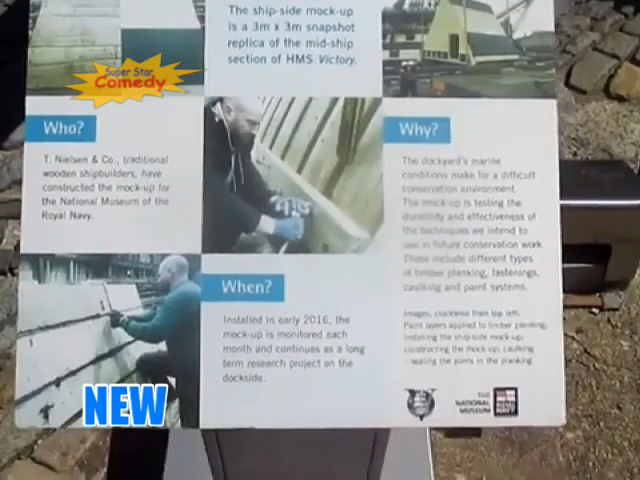 The ship-side mock-up
is a 3m x 3m snapshot
replica of the mid-ship
section of HMS Victory.
Super Star
Comedy
Who?
T. Nielsen & Co., traditional
wooden shipbuilders, have
constructed the mock-up for
the National Museum of the
Royal Navy.
When?
Installed in early 2016, the
mock-up is monitored each
month and continues as a long
term research project on the
dockside.
Why?
The dockyard's marine
conditions make for a difficult
conservation environment.
The mock-up is testing the
durability and effectiveness of
the techniques we intend to
use in future conservation work.
These include different types
of timber planking, fastenings,
caulking and paint systems.
Images, clockwise from top left:
Paint layers applied to timber planking,
installing the ship-side mock-up,
constructing the mock-up, caulking
- sealing the joints in the planking.
THE
NATIONAL
MUSEUM
NEW